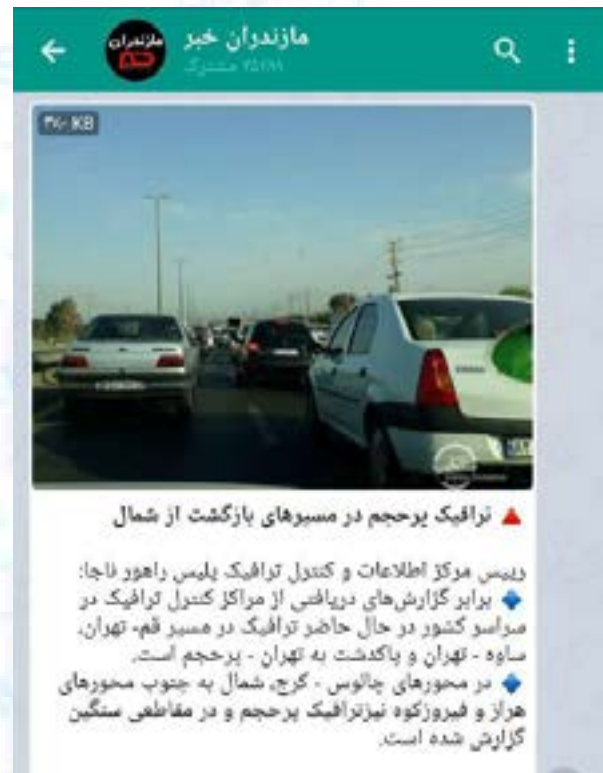 مازندران خبر
مازندران
خبر
مشترک
KB
🔺 ترافیک پرحجم در مسیرهای بازگشت از شمال
رییس مرکز اطلاعات و کنترل ترافیک پلیس راهور ناجا:
🔹 برابر گزارش‌های دریافتی از مراکز کنترل ترافیک در
سراسر کشور در حال حاضر ترافیک در مسیر قم- تهران،
ساوه - تهران و پاکدشت به تهران - پرحجم است.
🔹 در محورهای چالوس - کرج، شمال به جنوب محورهای
هراز و فیروزکوه نیزترافیک پرحجم و در مقاطعی سنگین
گزارش شده است.